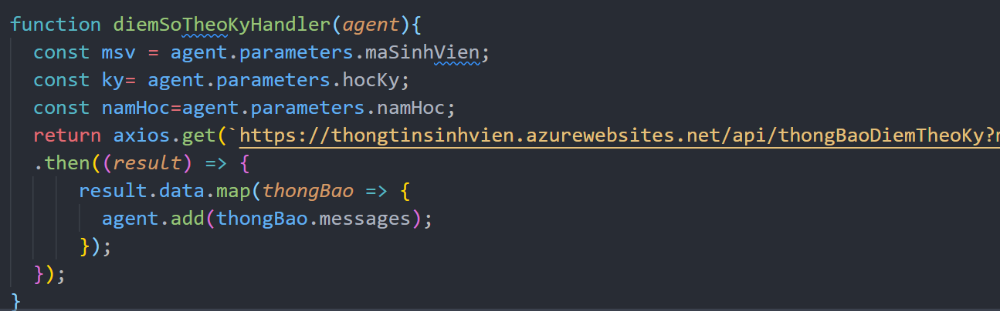 function diemSoTheoKyHandler(agent){
const msv = agent.parameters.maSinhVien;
const ky= agent.parameters.hocKy;
const namHoc=agent.parameters.namHoc;
return axios.get(`https://thongtinsinhvien.azurewebsites.net/api/thongBaoDiemTheoKy?
.then((result) => {
result.data.map(thongBao => {
agent.add(thongBao.messages);
});
});
}